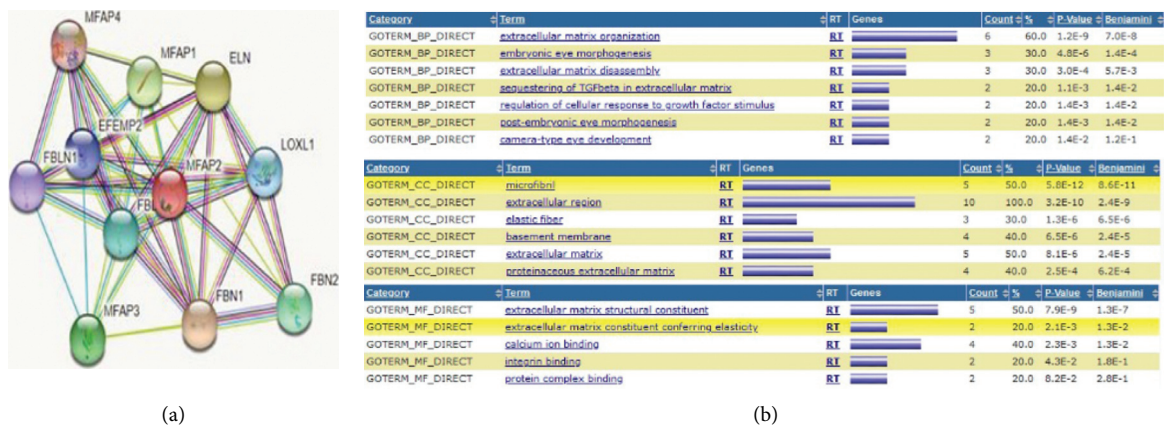 MFAP4
MFAP1
ELN
EFEMP2
LOXL1
FBLN1
MFAP2
FBL
FBN2
MFAP3
FBN1
(a)
Category Term RT Genes Count % P-Value Benjamini
GOTERM_BP_DIRECT extracellular matrix organization RT 6 60.0 1.2E-9 7.0E-8
GOTERM_BP_DIRECT embryonic eye morphogenesis RT 3 30.0 4.8E-6 1.4E-4
GOTERM_BP_DIRECT extracellular matrix disassembly RT 3 30.0 3.0E-4 5.7E-3
GOTERM_BP_DIRECT sequestering of TGFbeta in extracellular matrix RT 2 20.0 1.1E-3 1.4E-2
GOTERM_BP_DIRECT regulation of cellular response to growth factor stimulus RT 2 20.0 1.4E-3 1.4E-2
GOTERM_BP_DIRECT post-embryonic eye morphogenesis RT 2 20.0 1.4E-3 1.4E-2
GOTERM_BP_DIRECT camera-type eye development RT 2 20.0 1.4E-2 1.2E-1
Category Term RT Genes Count % P-Value Benjamini
GOTERM_CC_DIRECT microfibril RT 5 50.0 5.8E-12 8.6E-11
GOTERM_CC_DIRECT extracellular region RT 10 100.0 3.2E-10 2.4E-9
GOTERM_CC_DIRECT elastic fiber RT 3 30.0 1.3E-6 6.5E-6
GOTERM_CC_DIRECT basement membrane RT 4 40.0 6.5E-6 2.4E-5
GOTERM_CC_DIRECT extracellular matrix RT 5 50.0 8.1E-6 2.4E-5
GOTERM_CC_DIRECT proteinaceous extracellular matrix RT 4 40.0 2.5E-4 6.2E-4
Category Term RT Genes Count % P-Value Benjamini
GOTERM_MF_DIRECT extracellular matrix structural constituent RT 5 50.0 7.9E-9 1.3E-7
GOTERM_MF_DIRECT extracellular matrix constituent conferring elasticity RT 2 20.0 2.1E-3 1.3E-2
GOTERM_MF_DIRECT calcium ion binding RT 4 40.0 2.3E-3 1.3E-2
GOTERM_MF_DIRECT integrin binding RT 2 20.0 4.3E-2 1.8E-1
GOTERM_MF_DIRECT protein complex binding RT 2 20.0 8.2E-2 2.8E-1
(b)